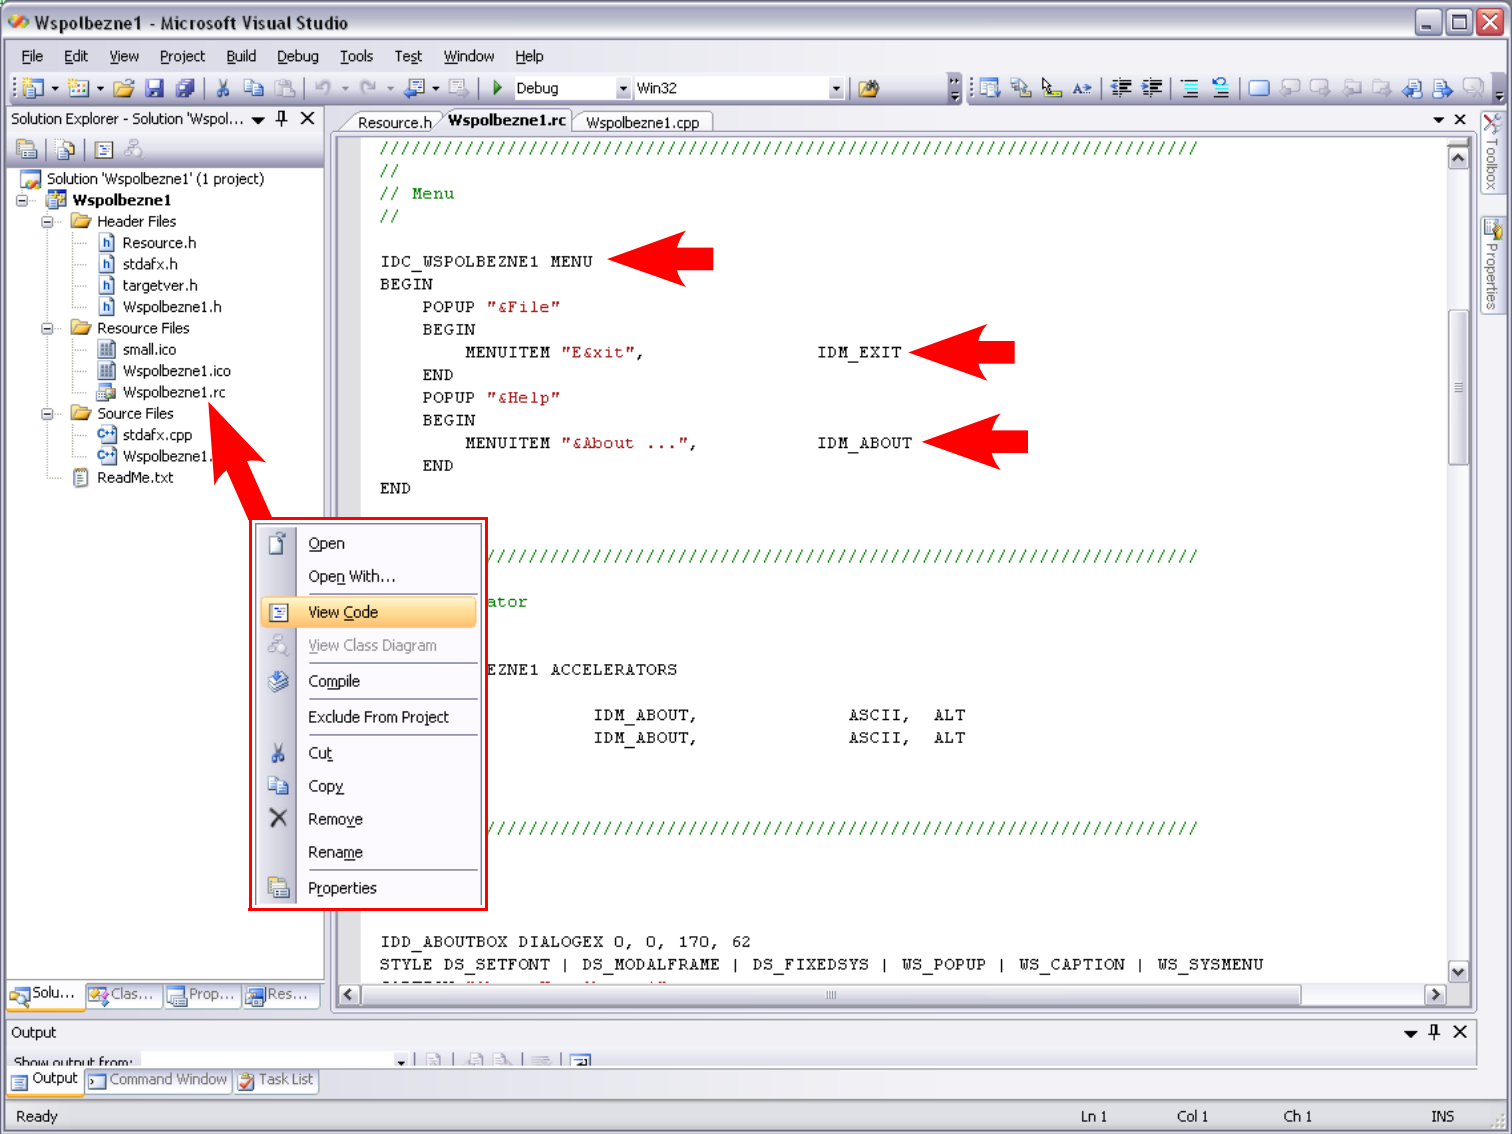 Wspolbezne1 - Microsoft Visual Studio
File Edit View Project Build Debug Tools Test Window Help
Debug Win32
Solution Explorer - Solution 'Wspol...
Resource.h Wspolbezne1.rc Wspolbezne1.cpp
Solution 'Wspolbezne1' (1 project)
Wspolbezne1
Header Files
Resource.h
stdafx.h
targetver.h
Wspolbezne1.h
Resource Files
small.ico
Wspolbezne1.ico
Wspolbezne1.rc
Source Files
stdafx.cpp
Wspolbezne1.
ReadMe.txt
/////////////////////////////////////////////////////////////////////////////
//
// Menu
//
IDC_WSPOLBEZNE1 MENU
BEGIN
POPUP "&File"
BEGIN
MENUITEM "E&xit", IDM_EXIT
END
POPUP "&Help"
BEGIN
MENUITEM "&About ...", IDM_ABOUT
END
END
///////////////////////////////////////////////////////////////////
ator
EZNE1 ACCELERATORS
IDM_ABOUT, ASCII, ALT
IDM_ABOUT, ASCII, ALT
///////////////////////////////////////////////////////////////////
IDD_ABOUTBOX DIALOGEX 0, 0, 170, 62
STYLE DS_SETFONT | DS_MODALFRAME | DS_FIXEDSYS | WS_POPUP | WS_CAPTION | WS_SYSMENU
Open
Open With...
View Code
View Class Diagram
Compile
Exclude From Project
Cut
Copy
Remove
Rename
Properties
Toolbox
Properties
Solu... Clas... Prop... Res...
Output
Show output from:
Output Command Window Task List
Ready Ln 1 Col 1 Ch 1 INS